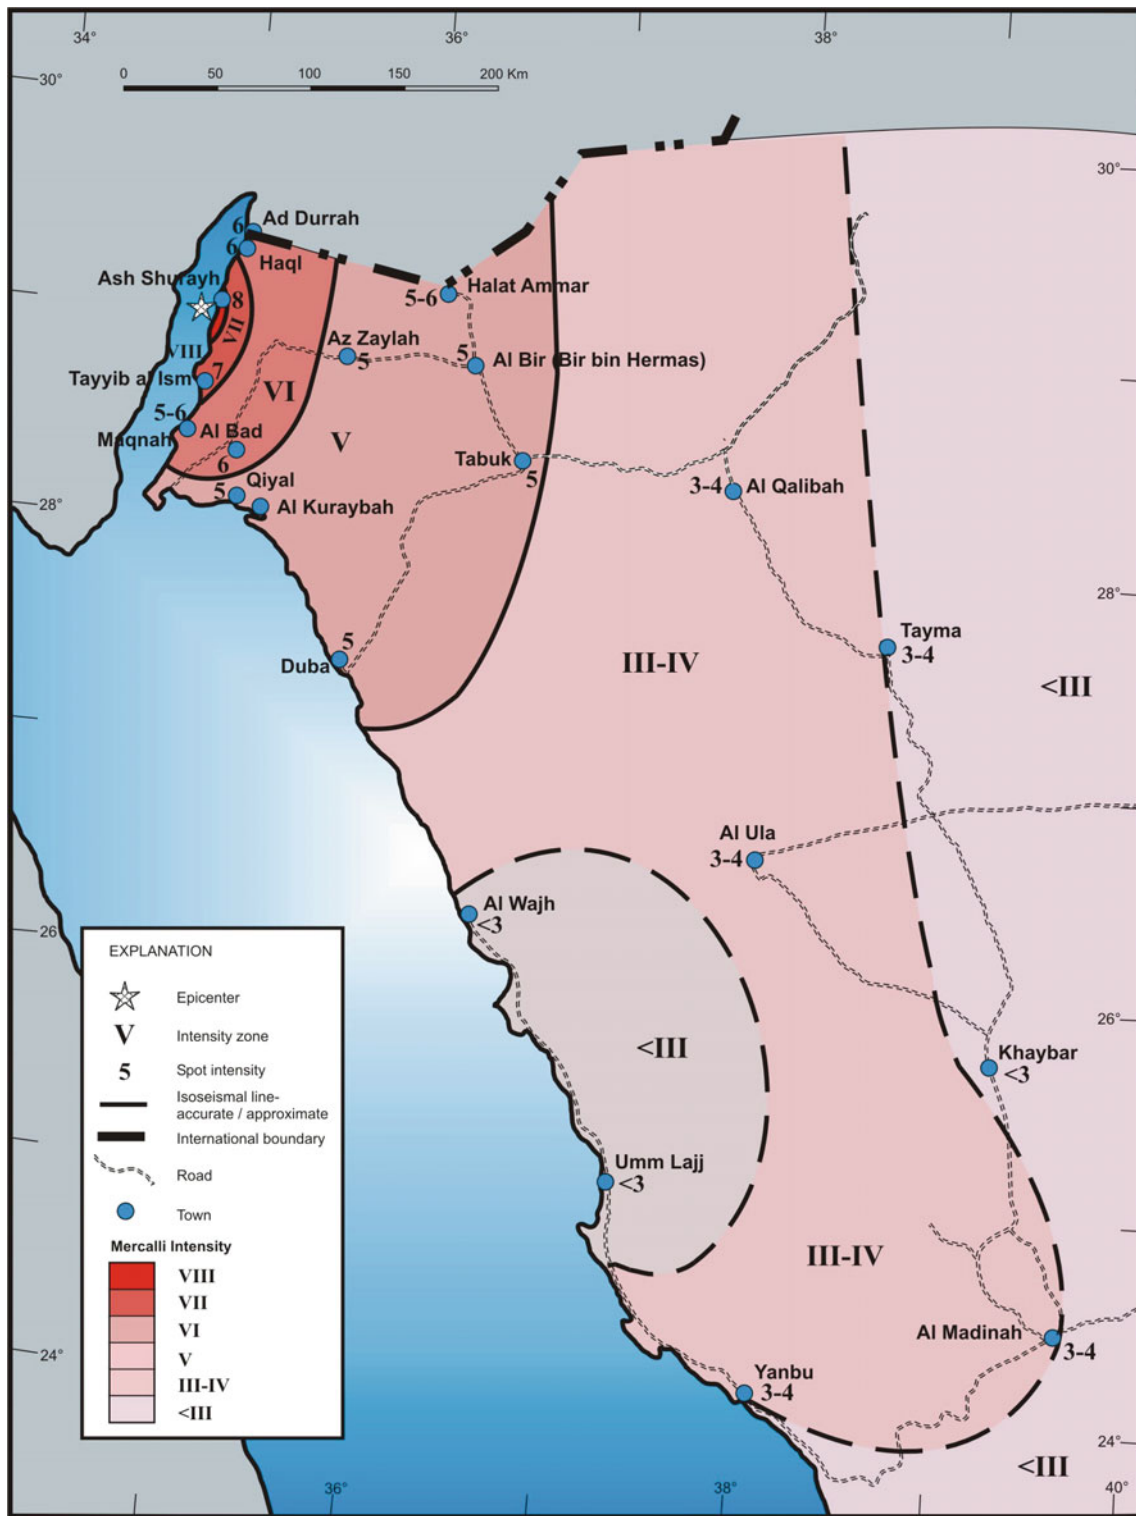 34°
36°
38°
0 50 100 150 200 Km
30°
30°
6 Ad Durrah
6 Haql
Ash Shurayh 8
5-6 Halat Ammar
VII
VIII
Az Zaylah
5
5 Al Bir (Bir bin Hermas)
Tayyib al Ism 7
VI
5-6
Maqnah
Al Bad
6
V
Tabuk
5
Qiyal
5
Al Kuraybah
3-4 Al Qalibah
28°
28°
5
Duba
III-IV
Tayma
3-4
<III
Al Ula
3-4
Al Wajh
<3
26°
26°
<III
Khaybar
<3
Umm Lajj
<3
III-IV
Al Madinah
3-4
Yanbu
3-4
24°
24°
<III
36°
38°
40°
EXPLANATION
Epicenter
V Intensity zone
5 Spot intensity
Isoseismal line-
accurate / approximate
International boundary
Road
Town
Mercalli Intensity
VIII
VII
VI
V
III-IV
<III